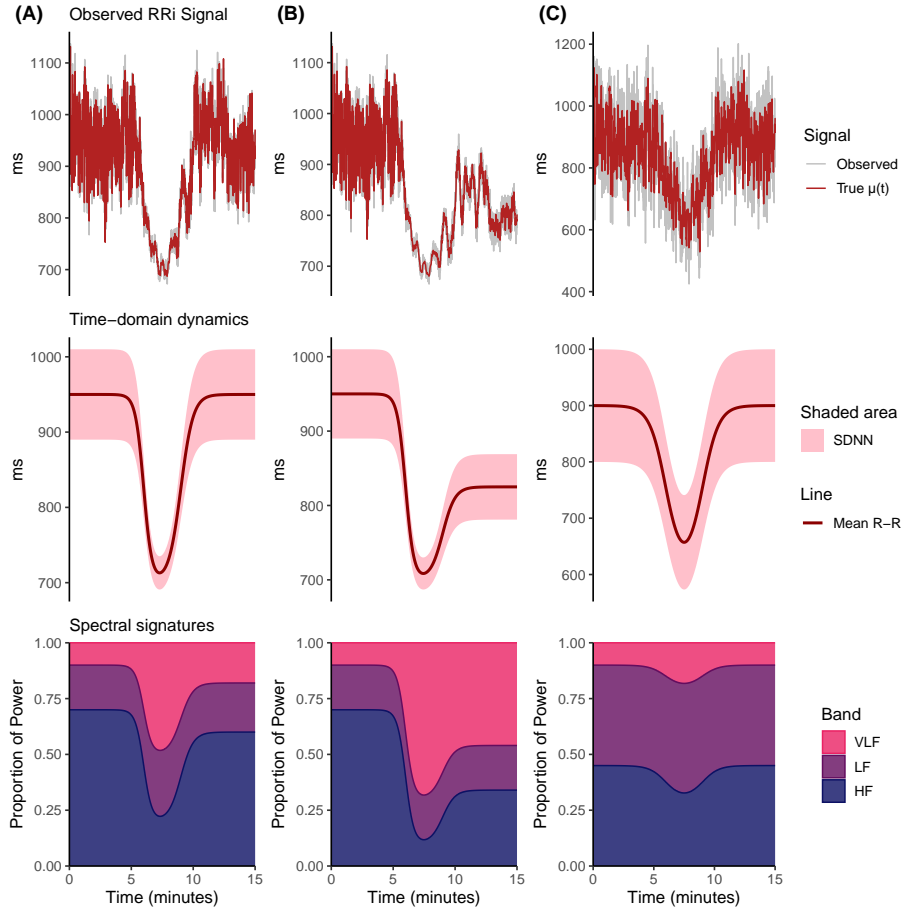 (A)
Observed RRi Signal
(B)
(C)
ms
1100
1000
900
800
700
ms
1100
1000
900
800
700
ms
1200
1000
800
600
400
Signal
Observed
True μ(t)
Time−domain dynamics
ms
1000
900
800
700
ms
1000
900
800
700
ms
1000
900
800
700
600
Shaded area
SDNN
Line
Mean R−R
Spectral signatures
Proportion of Power
1.00
0.75
0.50
0.25
0.00
0 5 10 15
Time (minutes)
Proportion of Power
1.00
0.75
0.50
0.25
0.00
0 5 10 15
Time (minutes)
Proportion of Power
1.00
0.75
0.50
0.25
0.00
0 5 10 15
Time (minutes)
Band
VLF
LF
HF